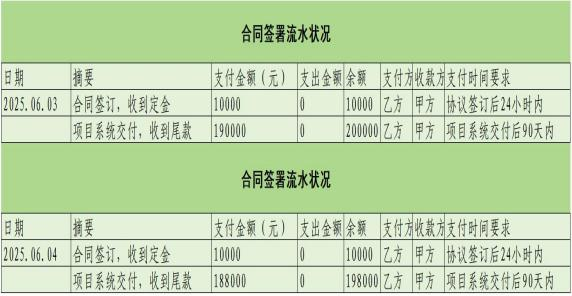 合同签署流水状况
日期 摘要 支付金额（元） 支出金额 余额 支付方 收款方 支付时间要求
2025.06.03 合同签订，收到定金 10000 0 10000 乙方 甲方 协议签订后24小时内
项目系统交付，收到尾款 190000 0 200000 乙方 甲方 项目系统交付后90天内
合同签署流水状况
日期 摘要 支付金额（元） 支出金额 余额 支付方 收款方 支付时间要求
2025.06.04 合同签订，收到定金 10000 0 10000 乙方 甲方 协议签订后24小时内
项目系统交付，收到尾款 188000 0 198000 乙方 甲方 项目系统交付后90天内